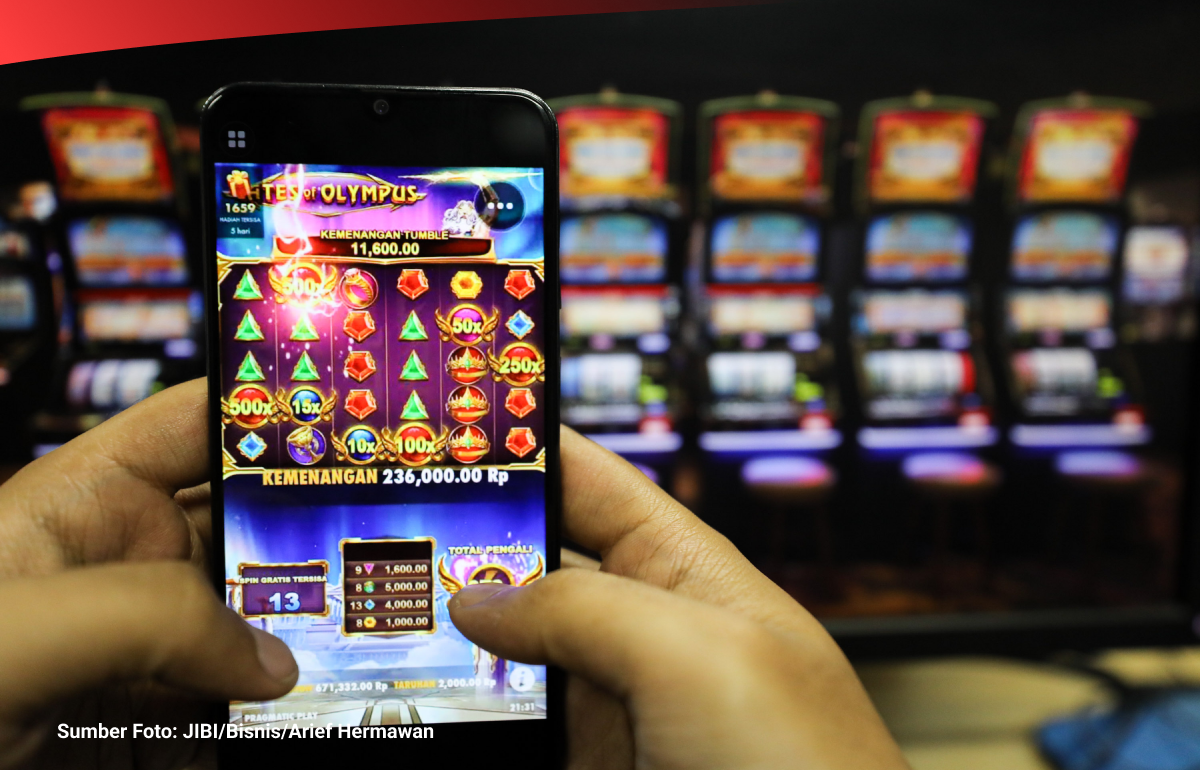 ATES of OLYMPUS
1659
HADIAH TERSISA
5 hari
KEMENANGAN TUMBLE
11,600.00
500x
50x
250x
500x
15x
10x
100x
KEMENANGAN 236,000.00 Rp
SPIN GRATIS TERSISA
13
9 1,600.00
8 5,000.00
13 4,000.00
8 1,000.00
TOTAL PENGALI
671,332.00 Rp TARUHAN 2,000.00 Rp
21:31
PRAGMATIC PLAY
Sumber Foto: JIBI/Bisnis/Arief Hermawan